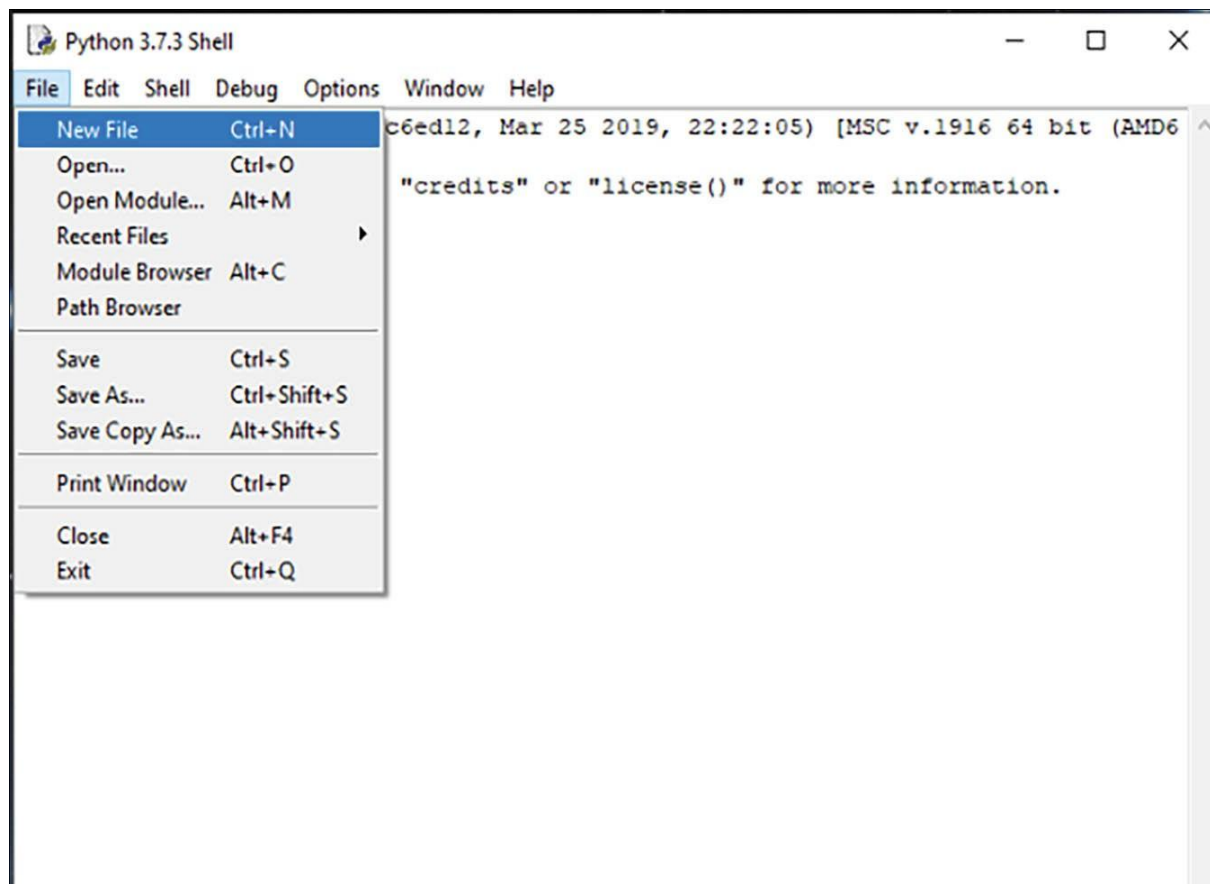 Python 3.7.3 Shell
File Edit Shell Debug Options Window Help
New File Ctrl+N
c6ed12, Mar 25 2019, 22:22:05) [MSC v.1916 64 bit (AMD6
Open... Ctrl+O
"credits" or "license()" for more information.
Open Module... Alt+M
Recent Files
Module Browser Alt+C
Path Browser
Save Ctrl+S
Save As... Ctrl+Shift+S
Save Copy As... Alt+Shift+S
Print Window Ctrl+P
Close Alt+F4
Exit Ctrl+Q